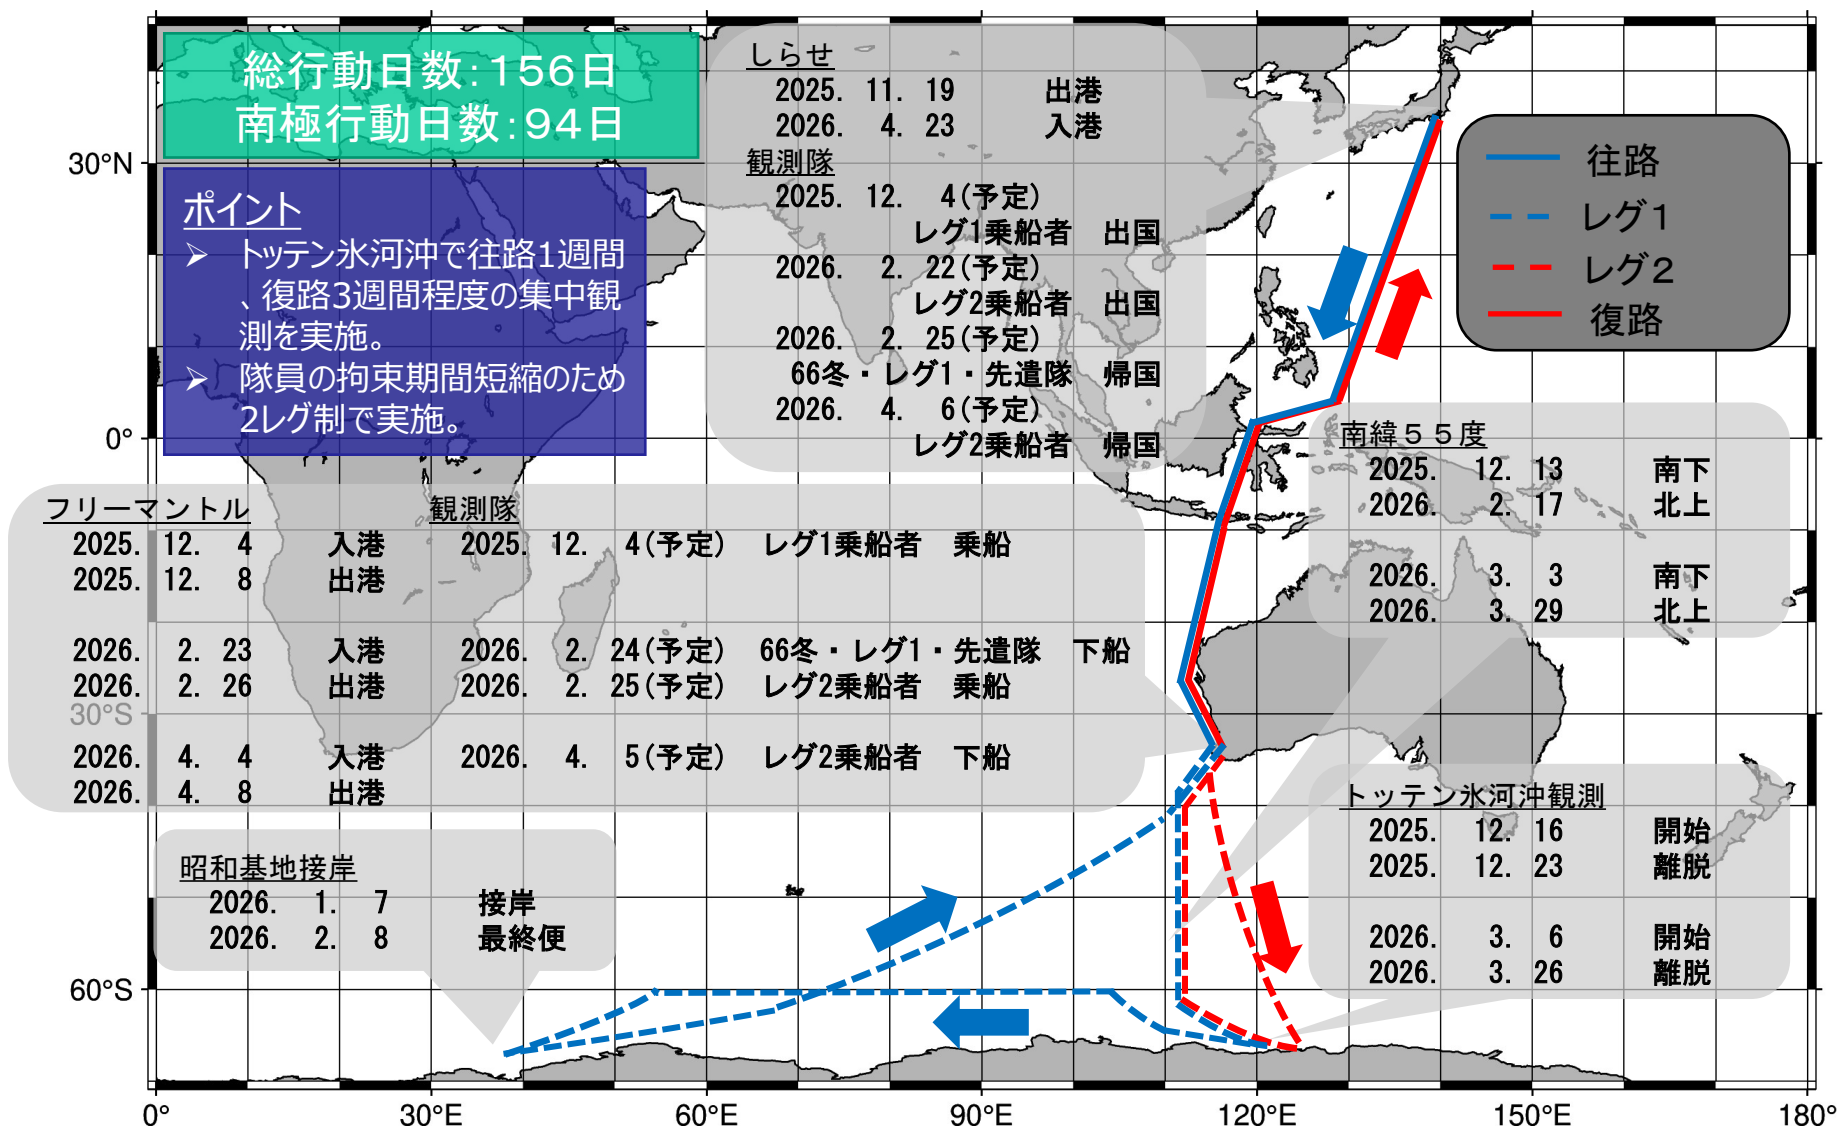 総行動日数:156日
南極行動日数:94日
ポイント
➢ トッテン氷河沖で往路1週間
、復路3週間程度の集中観
測を実施。
➢ 隊員の拘束期間短縮のため
2レグ制で実施。
しらせ
2025. 11. 19 出港
2026. 4. 23 入港
観測隊
2025. 12. 4(予定)
レグ1乗船者 出国
2026. 2. 22(予定)
レグ2乗船者 出国
2026. 2. 25(予定)
66冬・レグ1・先遣隊 帰国
2026. 4. 6(予定)
レグ2乗船者 帰国
往路
レグ1
レグ2
復路
南緯55度
2025. 12. 13 南下
2026. 2. 17 北上
2026. 3. 3 南下
2026. 3. 29 北上
フリーマントル 観測隊
2025. 12. 4 入港 2025. 12. 4(予定) レグ1乗船者 乗船
2025. 12. 8 出港
2026. 2. 23 入港 2026. 2. 24(予定) 66冬・レグ1・先遣隊 下船
2026. 2. 26 出港 2026. 2. 25(予定) レグ2乗船者 乗船
2026. 4. 4 入港 2026. 4. 5(予定) レグ2乗船者 下船
2026. 4. 8 出港
トッテン氷河沖観測
2025. 12. 16 開始
2025. 12. 23 離脱
2026. 3. 6 開始
2026. 3. 26 離脱
昭和基地接岸
2026. 1. 7 接岸
2026. 2. 8 最終便
30°N
0°
30°S
60°S
0° 30°E 60°E 90°E 120°E 150°E 180°